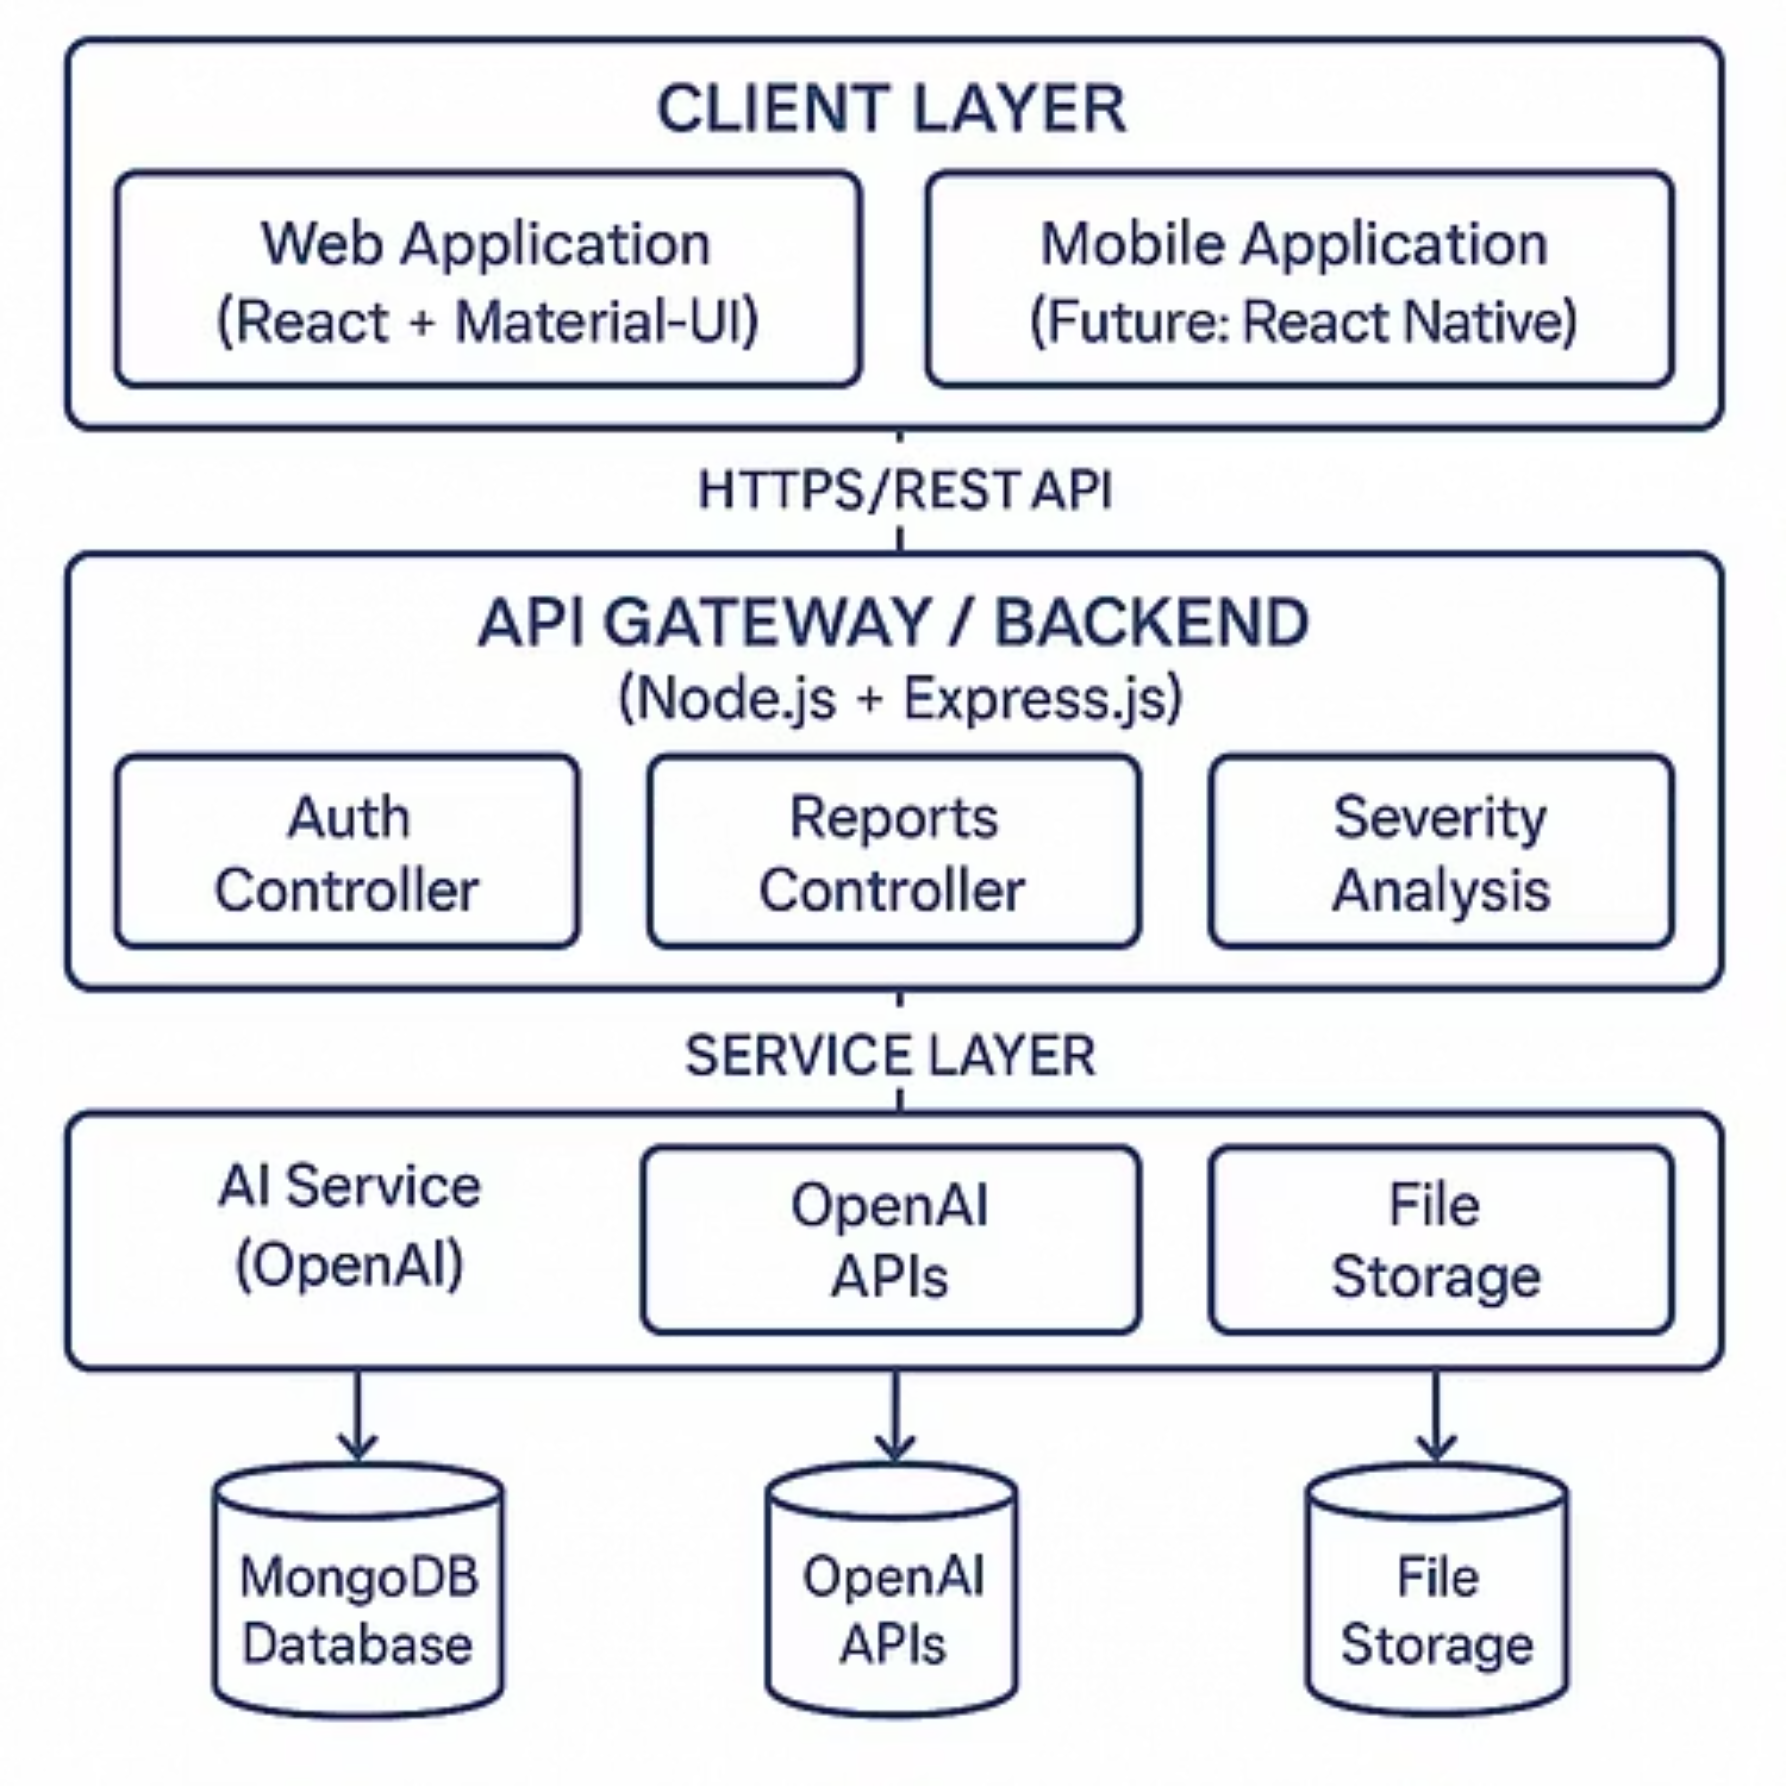 CLIENT LAYER
Web Application
(React + Material-UI)
Mobile Application
(Future: React Native)
HTTPS/REST API
API GATEWAY / BACKEND
(Node.js + Express.js)
Auth
Controller
Reports
Controller
Severity
Analysis
SERVICE LAYER
AI Service
(OpenAI)
OpenAI
APIs
File
Storage
MongoDB
Database
OpenAI
APIs
File
Storage